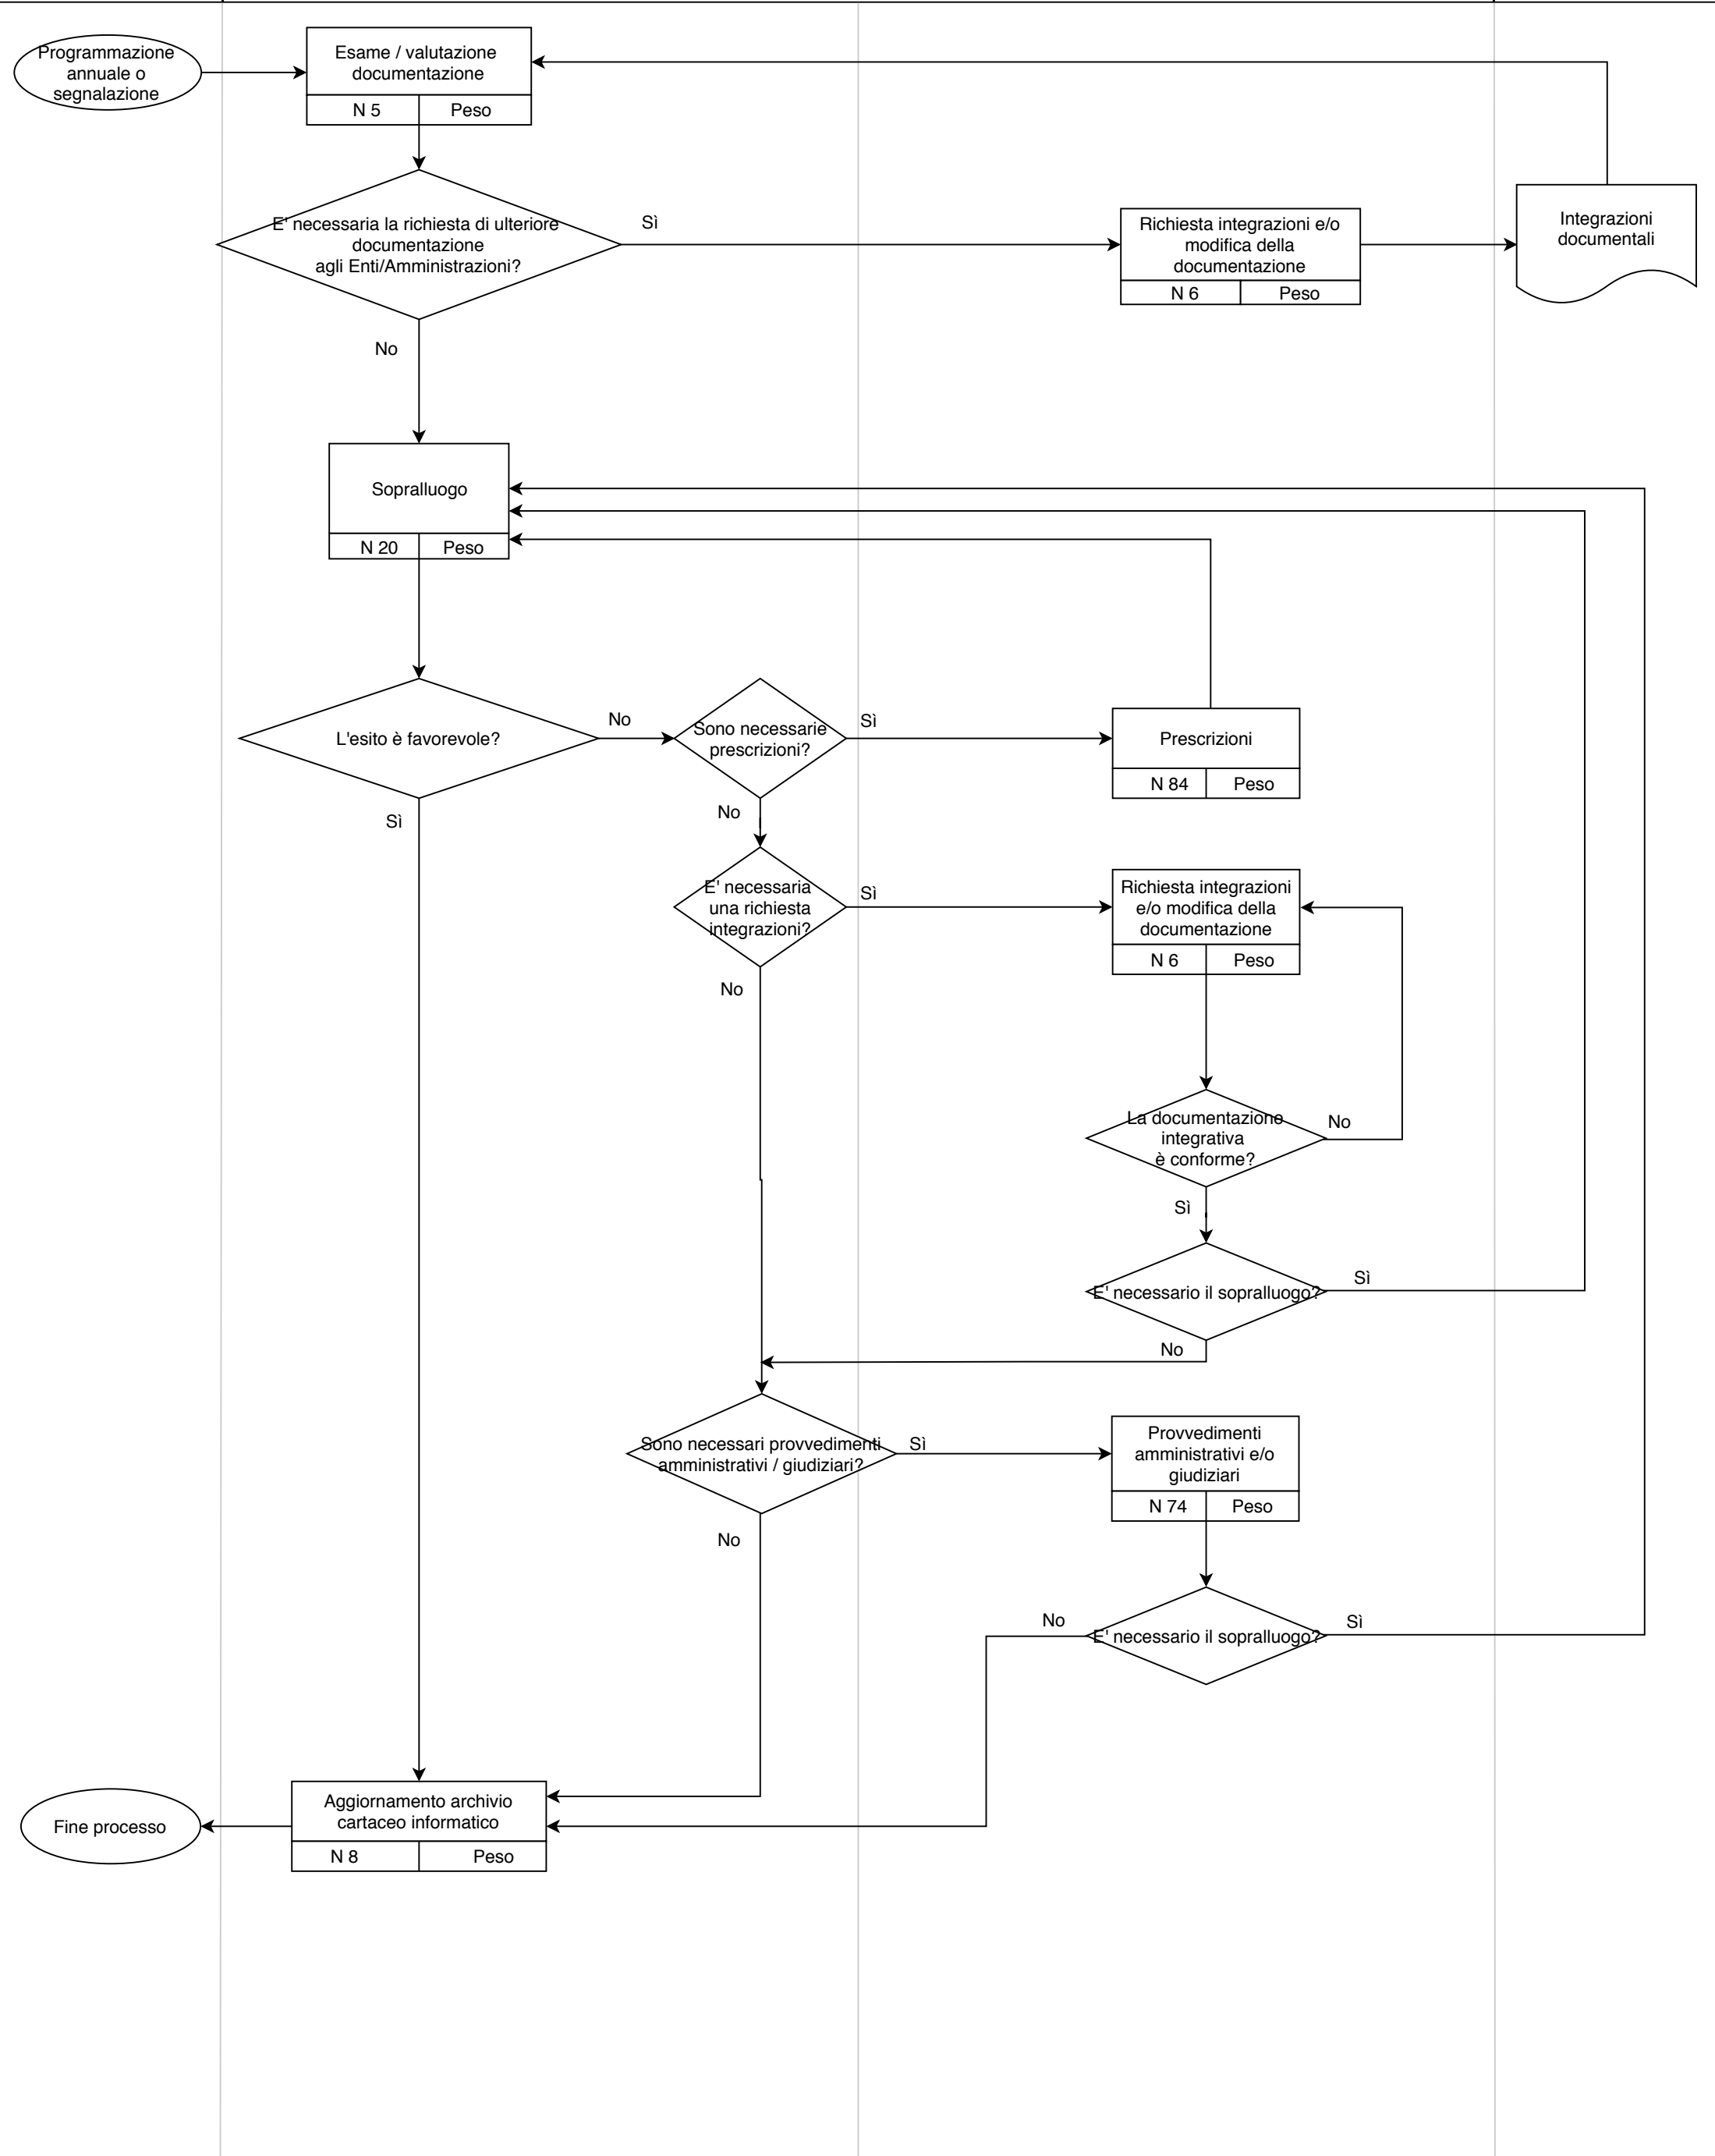 Programmazione
annuale o
segnalazione
Esame / valutazione
documentazione
N 5
Peso
E' necessaria la richiesta di ulteriore
documentazione
agli Enti/Amministrazioni?
Sì
Richiesta integrazioni e/o
modifica della
documentazione
N 6
Peso
Integrazioni
documentali
No
Sopralluogo
N 20
Peso
L'esito è favorevole?
No
Sono necessarie
prescrizioni?
Sì
Prescrizioni
N 84
Peso
Sì
No
E' necessaria
una richiesta
integrazioni?
Sì
Richiesta integrazioni
e/o modifica della
documentazione
N 6
Peso
No
La documentazione
integrativa
è conforme?
No
Sì
E' necessario il sopralluogo?
Sì
No
Sono necessari provvedimenti
amministrativi / giudiziari?
Sì
Provvedimenti
amministrativi e/o
giudiziari
N 74
Peso
No
No
E' necessario il sopralluogo?
Sì
Aggiornamento archivio
cartaceo informatico
N 8
Peso
Fine processo